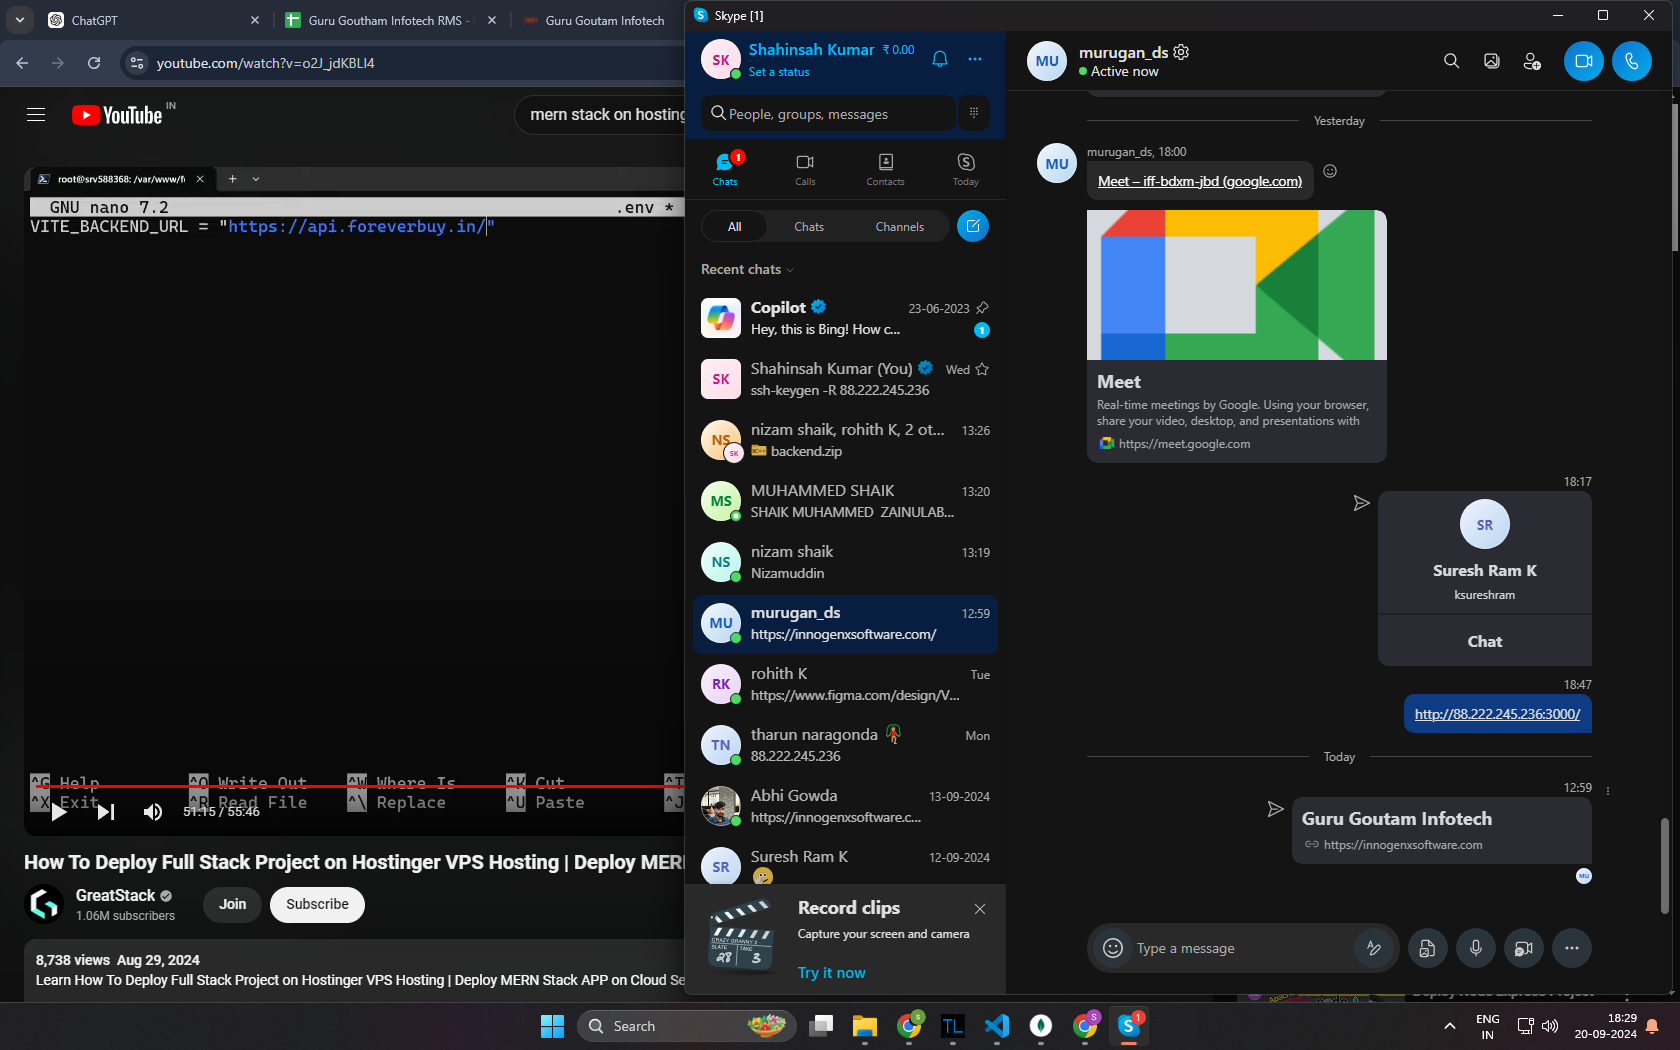 ChatGPT
Guru Goutham Infotech RMS -
Guru Goutam Infotech
youtube.com/watch?v=o2J_jdKBLI4
YouTube IN
mern stack on hosting
root@srv588368: /var/www/f
GNU nano 7.2 .env *
VITE_BACKEND_URL = "https://api.foreverbuy.in/"
^G Help ^O Write Out ^W Where Is ^K Cut ^T
^X Exit ^R Read File ^\ Replace ^U Paste ^J
51:15 / 55:46
How To Deploy Full Stack Project on Hostinger VPS Hosting | Deploy MER
GreatStack
1.06M subscribers
Join
Subscribe
8,738 views Aug 29, 2024
Learn How To Deploy Full Stack Project on Hostinger VPS Hosting | Deploy MERN Stack APP on Cloud Se
Skype [1]
SK
Shahinsah Kumar ₹ 0.00
Set a status
People, groups, messages
1
Chats
Calls
Contacts
Today
All
Chats
Channels
Recent chats
Copilot 23-06-2023
Hey, this is Bing! How c... 1
SK
Shahinsah Kumar (You) Wed
ssh-keygen -R 88.222.245.236
NS
SK
nizam shaik, rohith K, 2 ot... 13:26
backend.zip
MS
MUHAMMED SHAIK 13:20
SHAIK MUHAMMED ZAINULAB...
NS
nizam shaik 13:19
Nizamuddin
MU
murugan_ds 12:59
https://innogenxsoftware.com/
RK
rohith K Tue
https://www.figma.com/design/V...
TN
tharun naragonda Mon
88.222.245.236
Abhi Gowda 13-09-2024
https://innogenxsoftware.c...
SR
Suresh Ram K 12-09-2024
CRAZY GRANNY 3
SLATE TAKE
28 3
Record clips
Capture your screen and camera
Try it now
MU
murugan_ds
Active now
Yesterday
MU
murugan_ds, 18:00
Meet – iff-bdxm-jbd (google.com)
Meet
Real-time meetings by Google. Using your browser,
share your video, desktop, and presentations with
https://meet.google.com
18:17
SR
Suresh Ram K
ksureshram
Chat
18:47
http://88.222.245.236:3000/
Today
12:59
Guru Goutam Infotech
https://innogenxsoftware.com
MU
Type a message
Search
TL
S
S
1
ENG
IN
18:29
20-09-2024